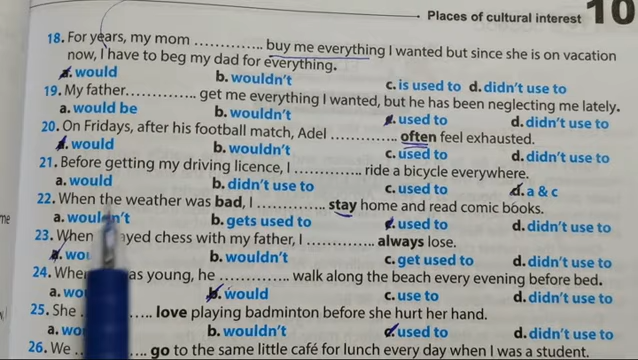 Places of cultural interest 10
18. For years, my mom .............. buy me everything I wanted but since she is on vacation
now, I have to beg my dad for everything.
a. would b. wouldn't c. is used to d. didn't use to
19. My father.............. get me everything I wanted, but he has been neglecting me lately.
a. would be b. wouldn't c. used to d. didn't use to
20. On Fridays, after his football match, Adel .............. often feel exhausted.
a. would b. wouldn't c. used to d. didn't use to
21. Before getting my driving licence, I .............. ride a bicycle everywhere.
a. would b. didn't use to c. used to d. a & c
22. When the weather was bad, I .............. stay home and read comic books.
a. wouldn't b. gets used to c. used to d. didn't use to
23. When ayed chess with my father, I .............. always lose.
a. wou b. wouldn't c. get used to d. didn't use to
24. When as young, he .............. walk along the beach every evening before bed.
a. wo b. would c. use to d. didn't use to
25. She .............. love playing badminton before she hurt her hand.
a. wo b. wouldn't c. used to d. didn't use to
26. We .............. go to the same little café for lunch every day when I was a student.